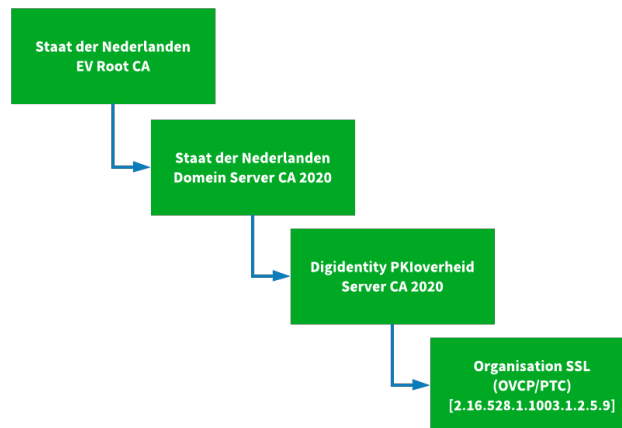 Staat der Nederlanden
EV Root CA
Staat der Nederlanden
Domein Server CA 2020
Digidentity PKIoverheid
Server CA 2020
Organisation SSL
(OVCP/PTC)
[2.16.528.1.1003.1.2.5.9]